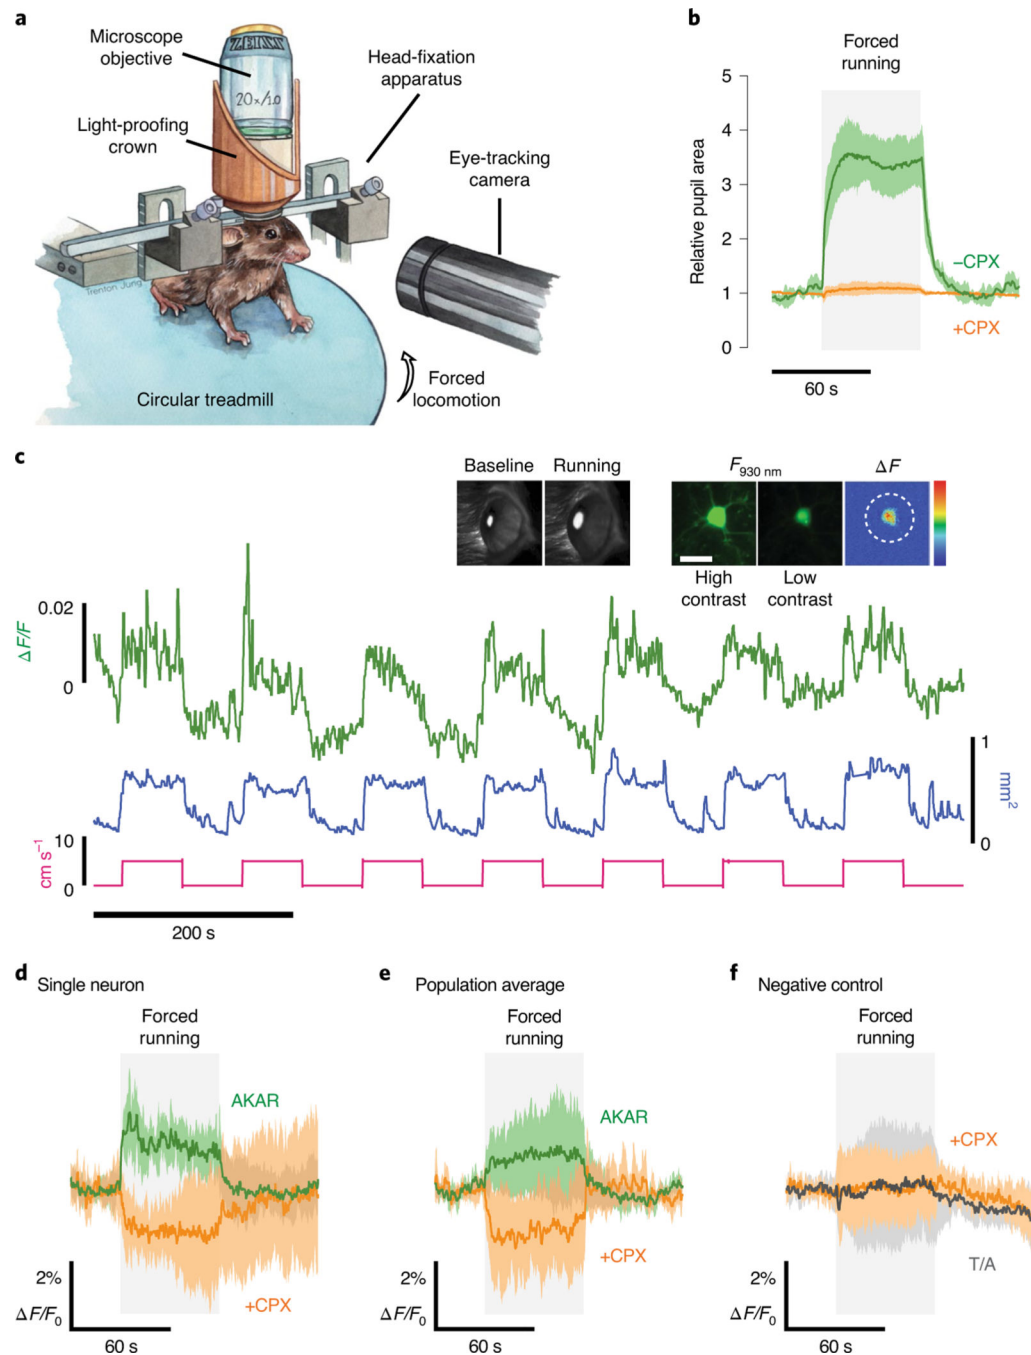 a
Microscope
objective
Head-fixation
apparatus
Light-proofing
crown
Eye-tracking
camera
ZEISS
20x/1.0
Trenton Jung
Circular treadmill
Forced
locomotion
b
Forced
running
Relative pupil area
5
4
3
2
1
0
–CPX
+CPX
60 s
c
Baseline
Running
F930 nm
ΔF
High
contrast
Low
contrast
0.02
ΔF/F
0
1
mm²
0
10
cm s⁻¹
0
200 s
d
Single neuron
Forced
running
AKAR
+CPX
2%
ΔF/F₀
60 s
e
Population average
Forced
running
AKAR
+CPX
2%
ΔF/F₀
60 s
f
Negative control
Forced
running
+CPX
T/A
2%
ΔF/F₀
60 s